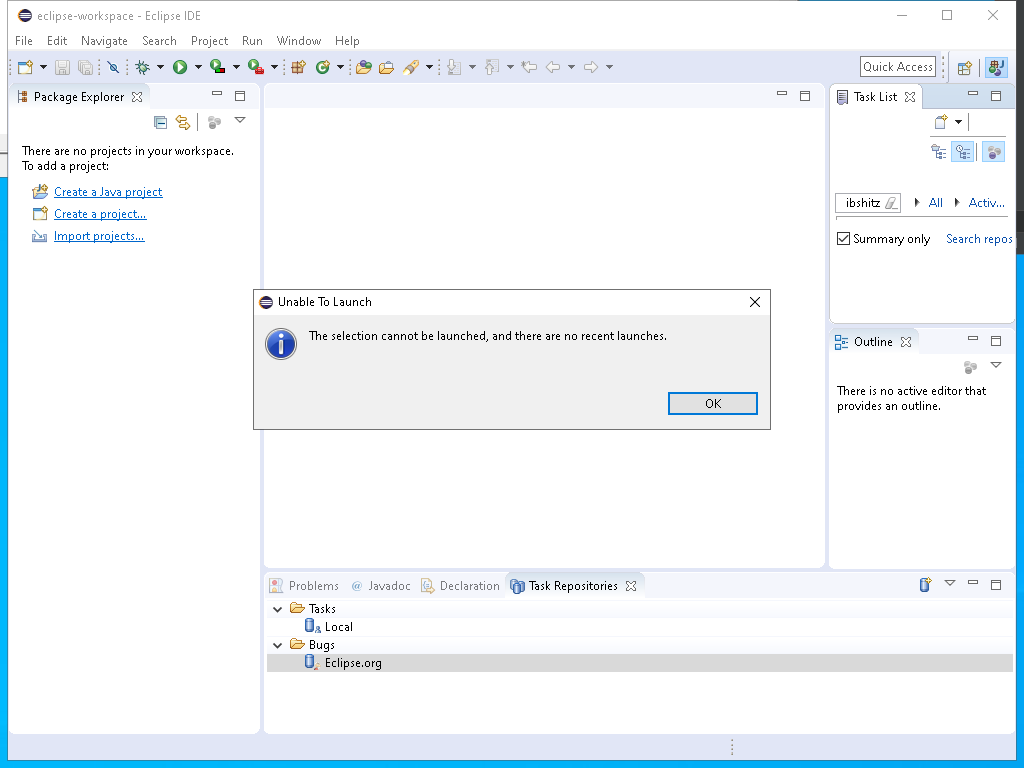 eclipse-workspace - Eclipse IDE
File Edit Navigate Search Project Run Window Help
Quick Access
Package Explorer
There are no projects in your workspace.
To add a project:
Create a Java project
Create a project...
Import projects...
Task List
ibshitz All Activ...
Summary only Search repos
Unable To Launch
The selection cannot be launched, and there are no recent launches.
OK
Outline
There is no active editor that
provides an outline.
Problems @ Javadoc Declaration Task Repositories
Tasks
Local
Bugs
Eclipse.org